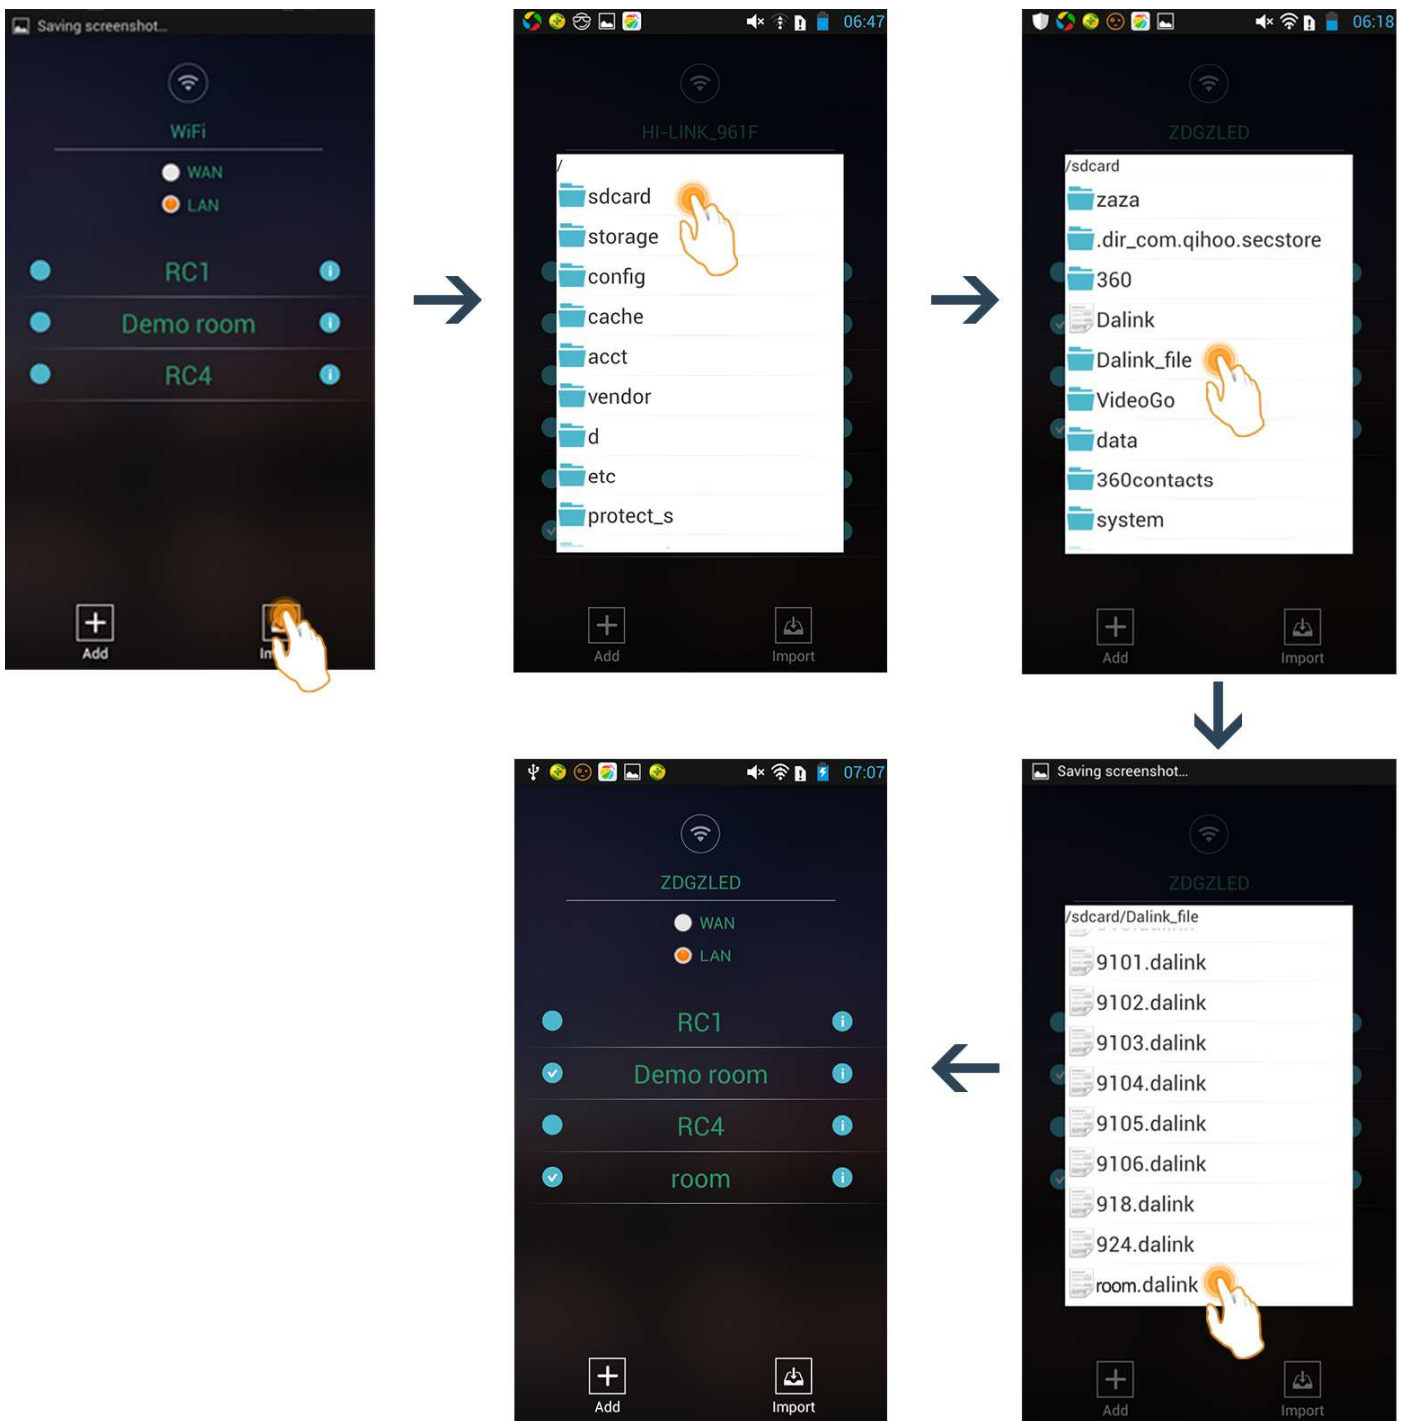 Saving screenshot...
WiFi
WAN
LAN
RC1
Demo room
RC4
Add
06:47
HI-LINK_961F
/
sdcard
storage
config
cache
acct
vendor
d
etc
protect_s
Add
Import
06:18
ZDGZLED
/sdcard
zaza
.dir_com.qihoo.secstore
360
Dalink
Dalink_file
VideoGo
data
360contacts
system
Add
Import
Saving screenshot...
ZDGZLED
/sdcard/Dalink_file
9101.dalink
9102.dalink
9103.dalink
9104.dalink
9105.dalink
9106.dalink
918.dalink
924.dalink
room.dalink
Add
Import
07:07
ZDGZLED
WAN
LAN
RC1
Demo room
RC4
room
Add
Import